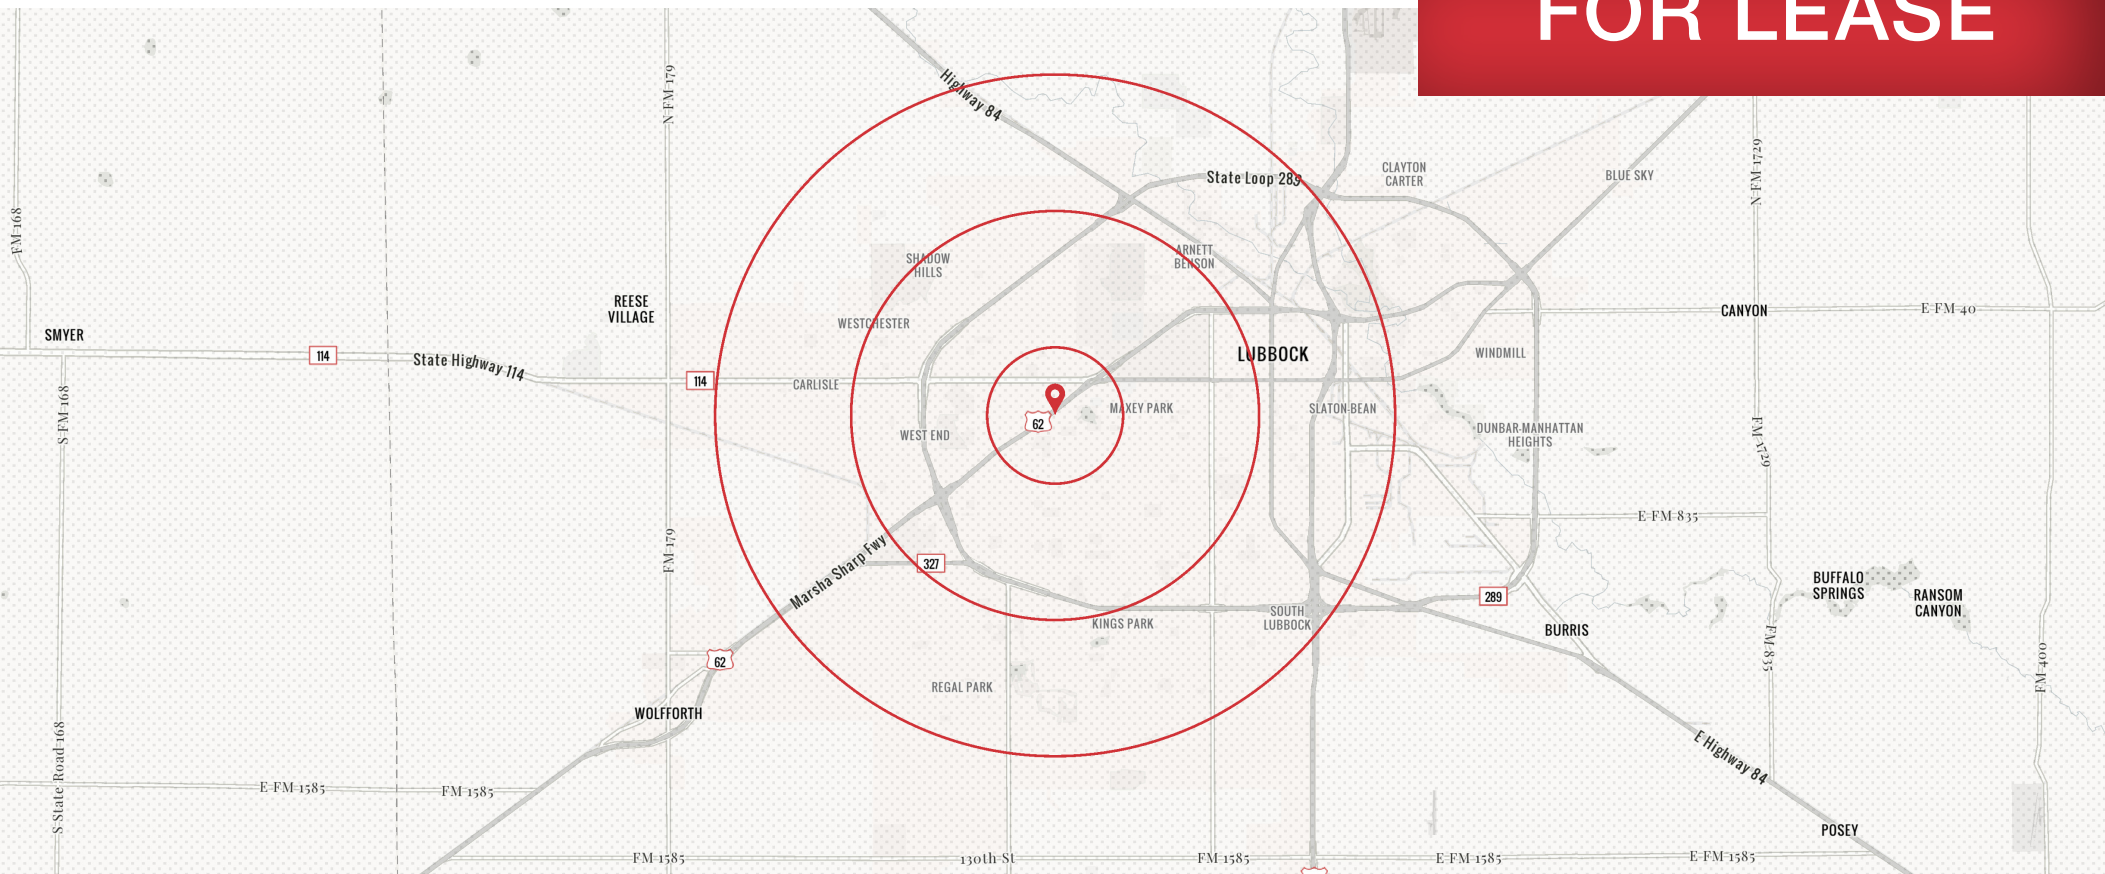 FOR LEASE
Highway 84
N FM 179
State Loop 289
CLAYTON
CARTER
BLUE SKY
N FM 1729
FM 168
SHADOW
HILLS
ARNETT
BENSON
REESE
VILLAGE
WESTCHESTER
CANYON
E FM 40
SMYER
114
State Highway 114
114
CARLISLE
LUBBOCK
WINDMILL
S FM 168
62
MAXEY PARK
SLATON-BEAN
WEST END
DUNBAR-MANHATTAN
HEIGHTS
FM 1729
FM 179
Marsha Sharp Fwy
327
E FM 835
289
BUFFALO
SPRINGS
RANSOM
CANYON
SOUTH
LUBBOCK
KINGS PARK
BURRIS
FM 835
62
FM 400
REGAL PARK
WOLFFORTH
S State Road 168
E Highway 84
E FM 1585
FM 1585
POSEY
FM 1585
130th St
FM 1585
E FM 1585
E FM 1585